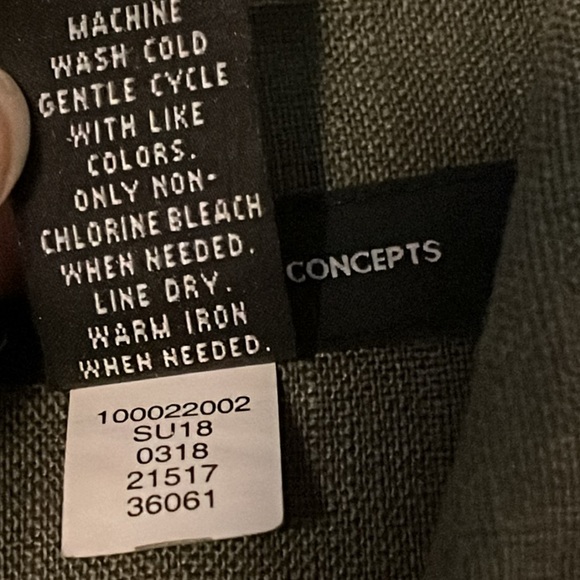 MACHINE
WASH COLD
GENTLE CYCLE
WITH LIKE
COLORS.
ONLY NON-
CHLORINE BLEACH
WHEN NEEDED.
LINE DRY.
WARM IRON
WHEN NEEDED.
CONCEPTS
100022002
SU18
0318
21517
36061